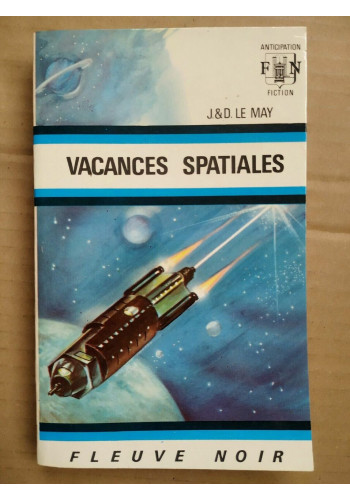 ANTICIPATION
FN
FICTION
J.&D. LE MAY
VACANCES SPATIALES
FLEUVE NOIR